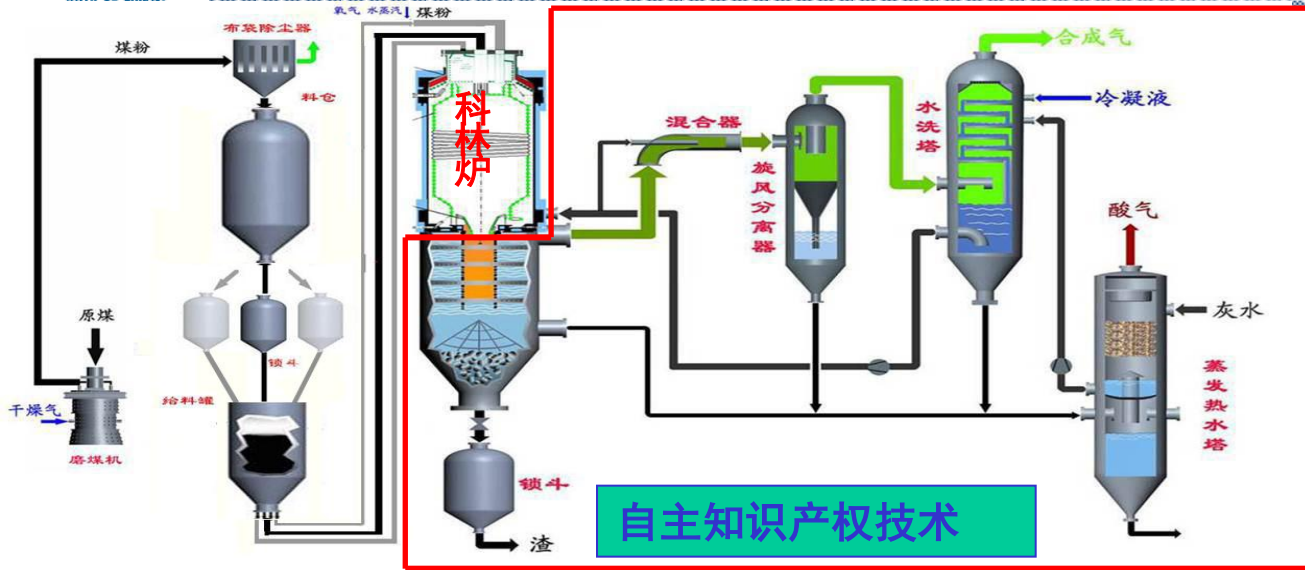 氧气 水蒸汽 煤粉
布袋除尘器
煤粉
料仓
原煤
锁斗
给料罐
干燥气
磨煤机
科林炉
混合器
旋风分离器
水洗塔
合成气
冷凝液
酸气
灰水
蒸发热水塔
锁斗
渣
自主知识产权技术